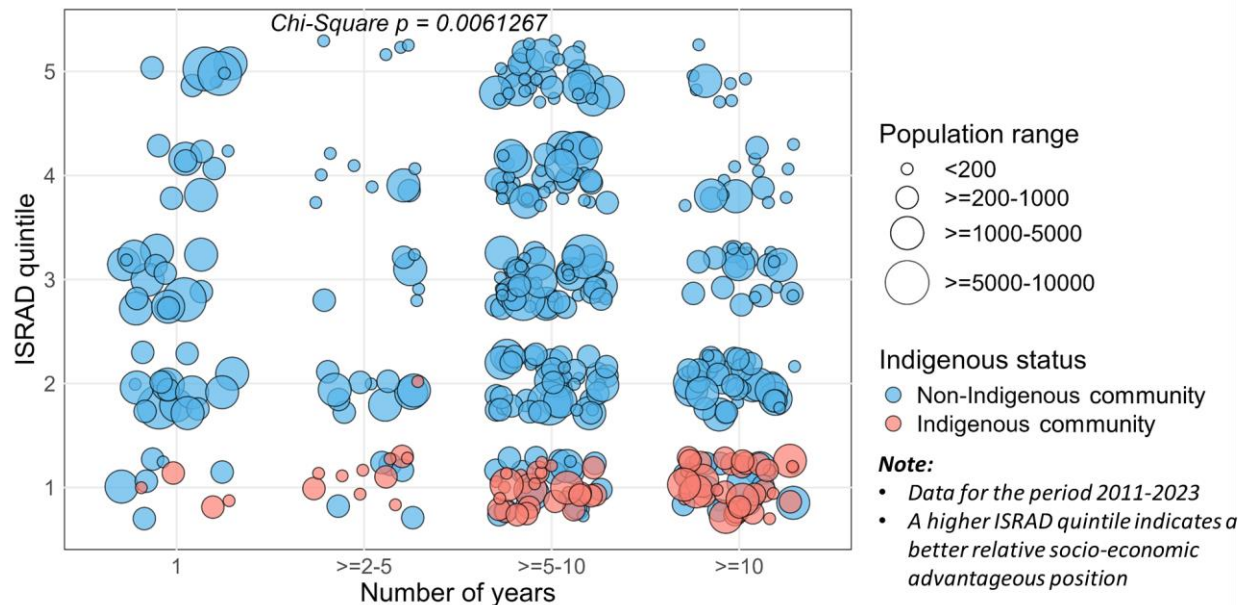 Chi-Square p = 0.0061267
ISRAD quintile
5
4
3
2
1
1
>=2-5
>=5-10
>=10
Number of years
Population range
<200
>=200-1000
>=1000-5000
>=5000-10000
Indigenous status
Non-Indigenous community
Indigenous community
Note:
• Data for the period 2011-2023
• A higher ISRAD quintile indicates a
better relative socio-economic
advantageous position